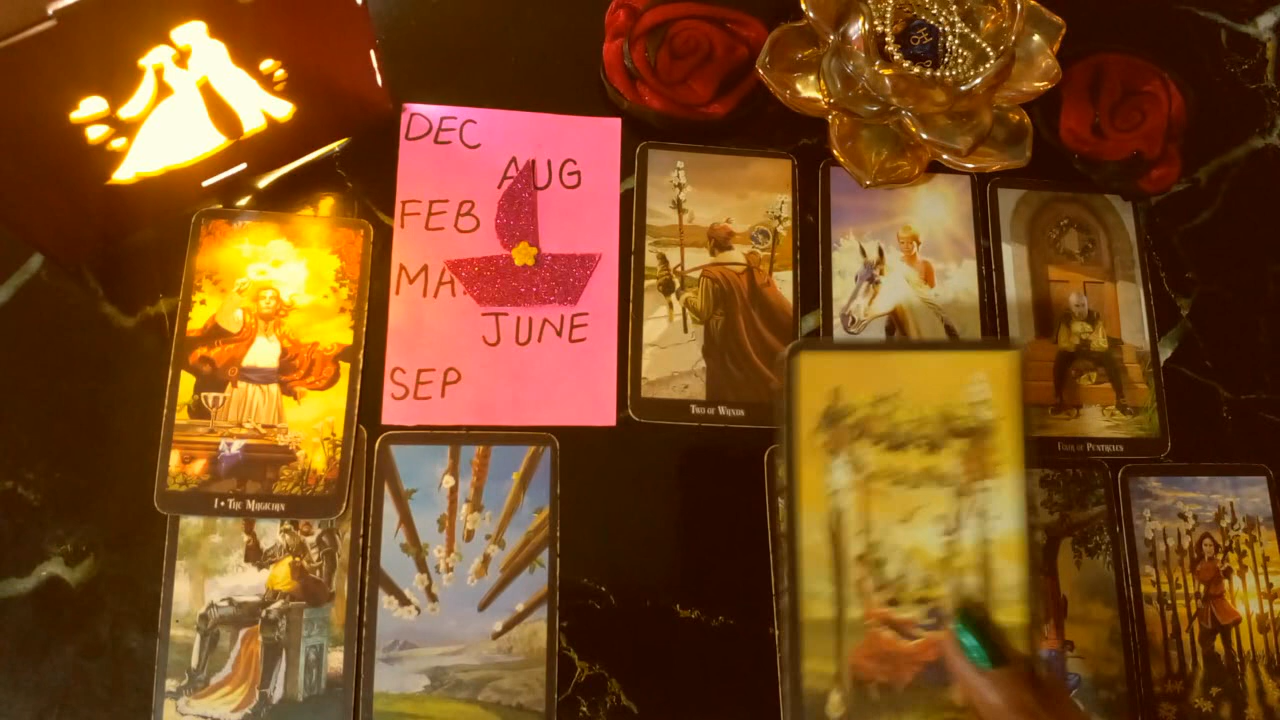 DEC
AUG
FEB
MA
JUNE
SEP
I • THE MAGICIAN
TWO OF WANDS
FOUR OF PENTACLES